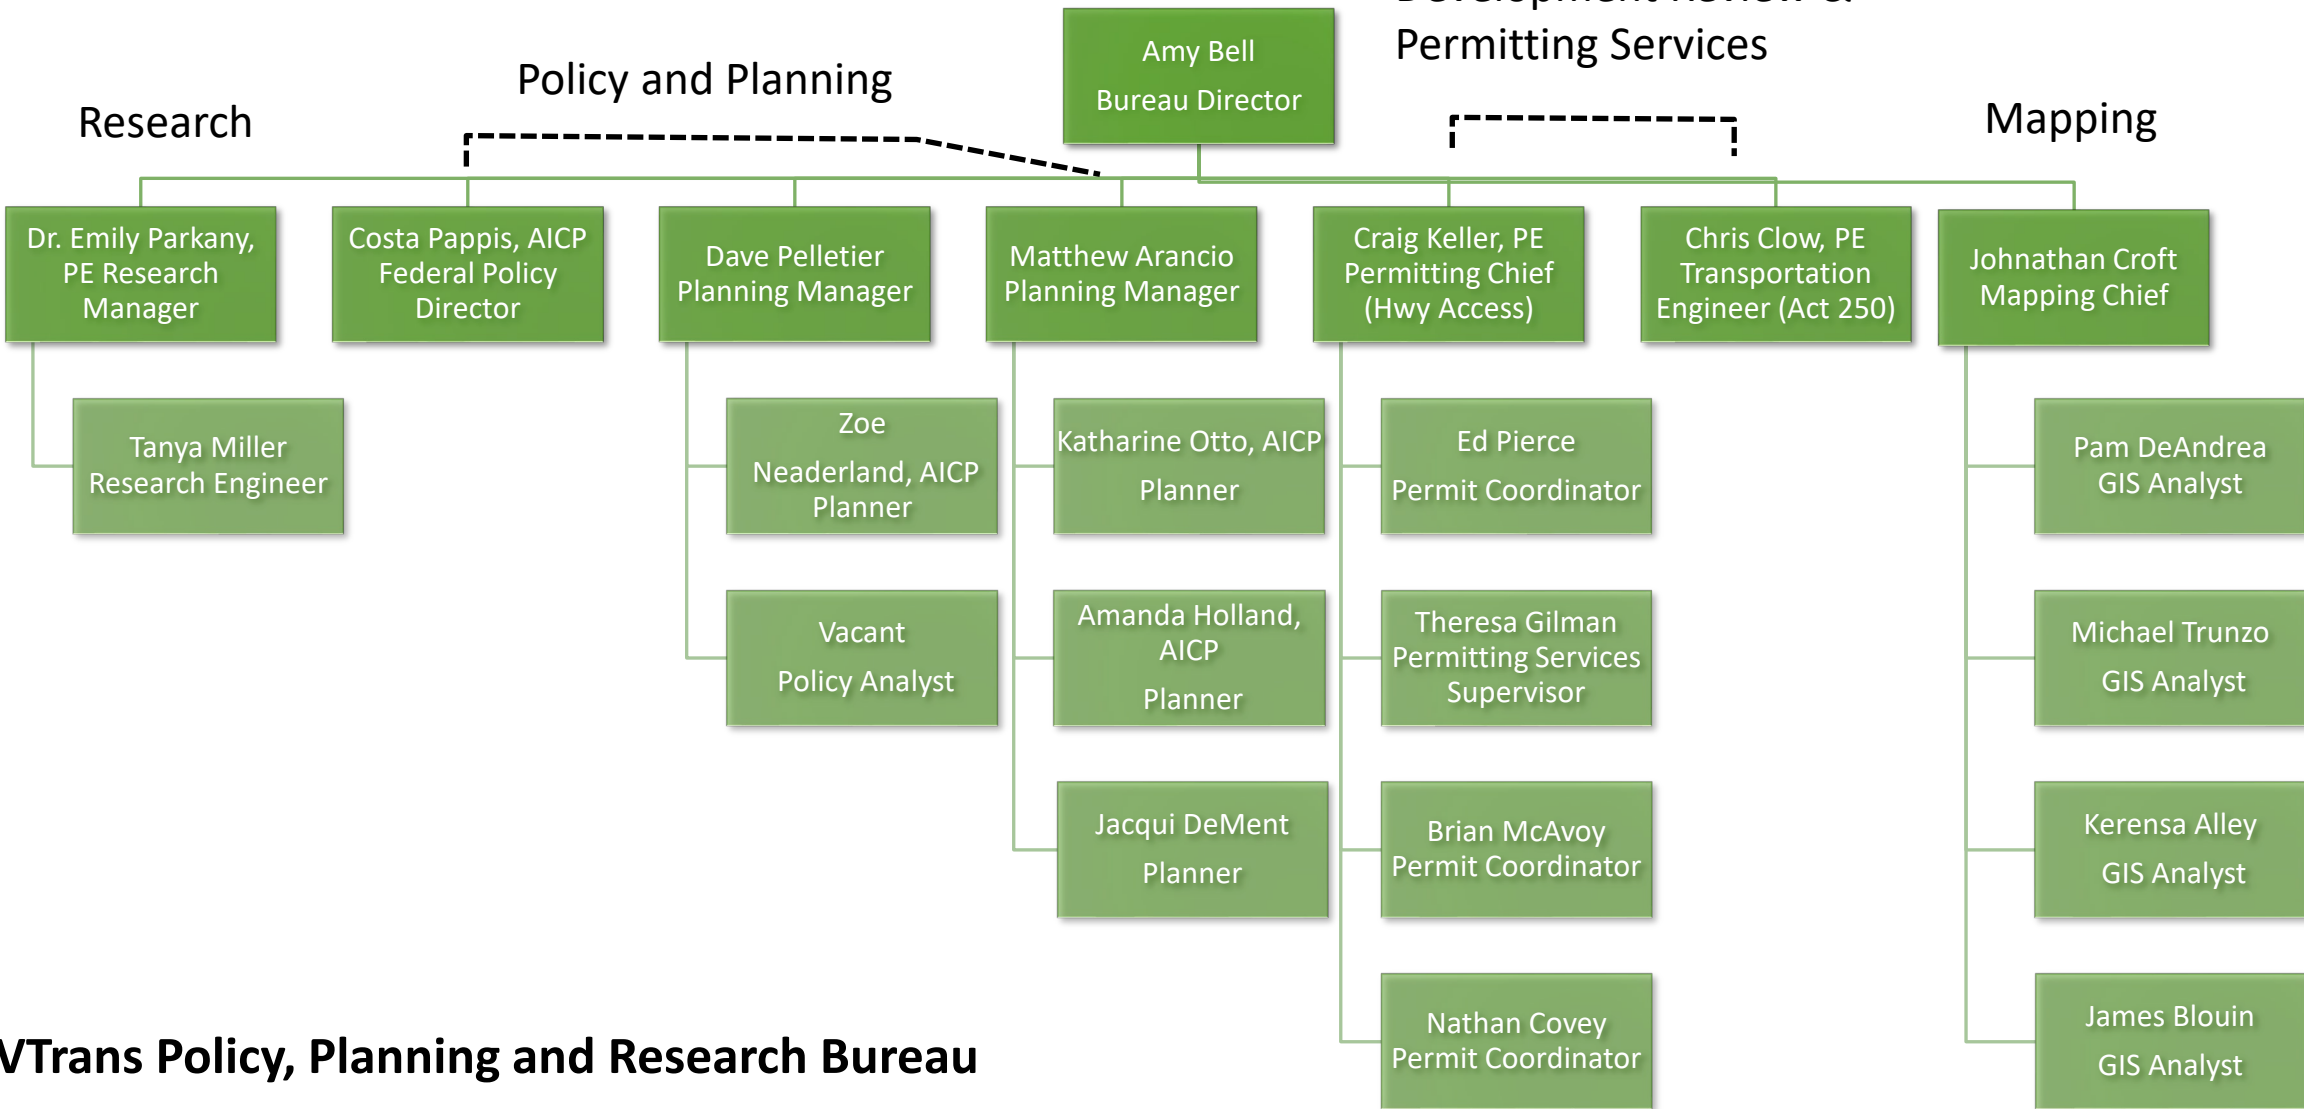 Development Review &
Permitting Services
Amy Bell
Bureau Director
Policy and Planning
Research
Mapping
Dr. Emily Parkany,
PE Research
Manager
Costa Pappis, AICP
Federal Policy
Director
Dave Pelletier
Planning Manager
Matthew Arancio
Planning Manager
Craig Keller, PE
Permitting Chief
(Hwy Access)
Chris Clow, PE
Transportation
Engineer (Act 250)
Johnathan Croft
Mapping Chief
Tanya Miller
Research Engineer
Zoe
Neaderland, AICP
Planner
Katharine Otto, AICP
Planner
Ed Pierce
Permit Coordinator
Pam DeAndrea
GIS Analyst
Vacant
Policy Analyst
Amanda Holland,
AICP
Planner
Theresa Gilman
Permitting Services
Supervisor
Michael Trunzo
GIS Analyst
Jacqui DeMent
Planner
Brian McAvoy
Permit Coordinator
Kerensa Alley
GIS Analyst
Nathan Covey
Permit Coordinator
James Blouin
GIS Analyst
VTrans Policy, Planning and Research Bureau